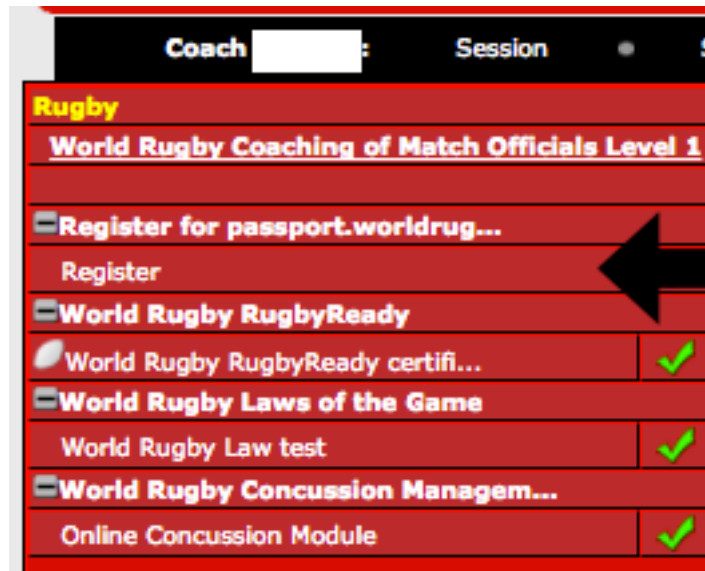 Coach : Session
Rugby
World Rugby Coaching of Match Officials Level 1
Register for passport.worldrug...
Register
World Rugby RugbyReady
World Rugby RugbyReady certifi...
World Rugby Laws of the Game
World Rugby Law test
World Rugby Concussion Managem...
Online Concussion Module